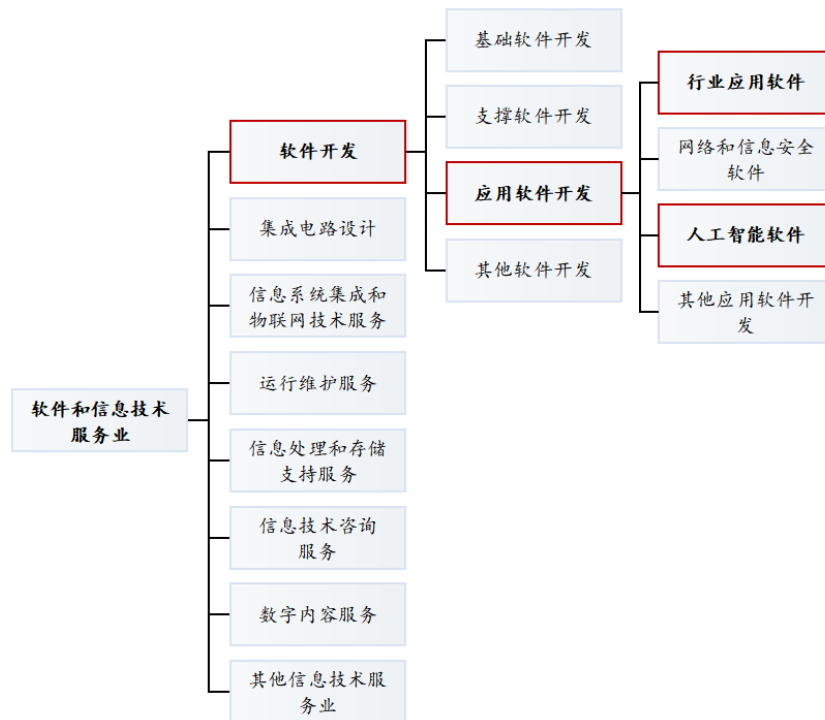 软件和信息技术
服务业
软件开发
集成电路设计
信息系统集成和
物联网技术服务
运行维护服务
信息处理和存储
支持服务
信息技术咨询
服务
数字内容服务
其他信息技术服
务业
基础软件开发
支撑软件开发
应用软件开发
其他软件开发
行业应用软件
网络和信息安全
软件
人工智能软件
其他应用软件开
发